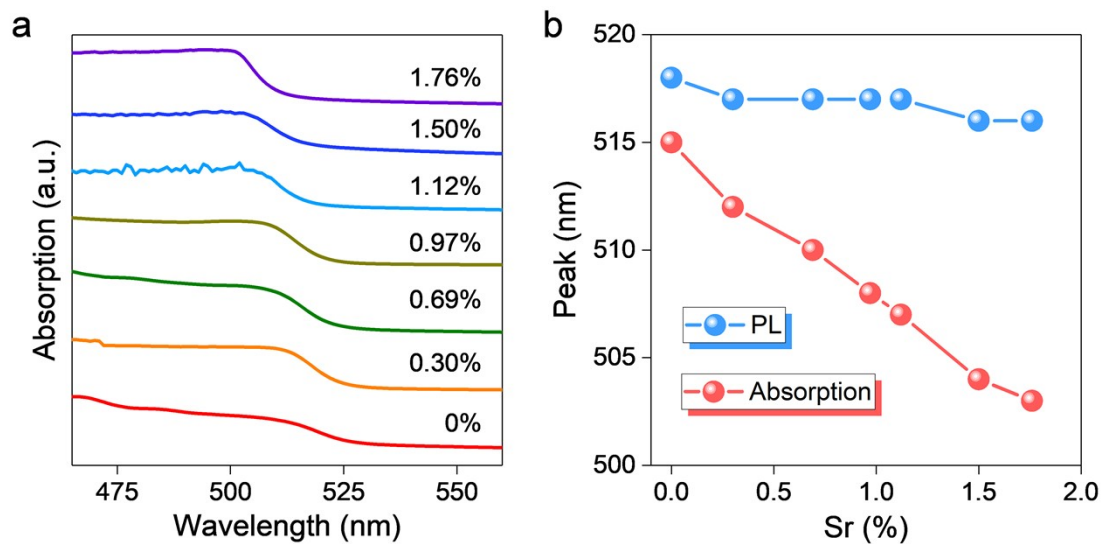 a
Absorption (a.u.)
1.76%
1.50%
1.12%
0.97%
0.69%
0.30%
0%
475 500 525 550
Wavelength (nm)
b
Peak (nm)
520
515
510
505
500
PL
Absorption
0.0 0.5 1.0 1.5 2.0
Sr (%)